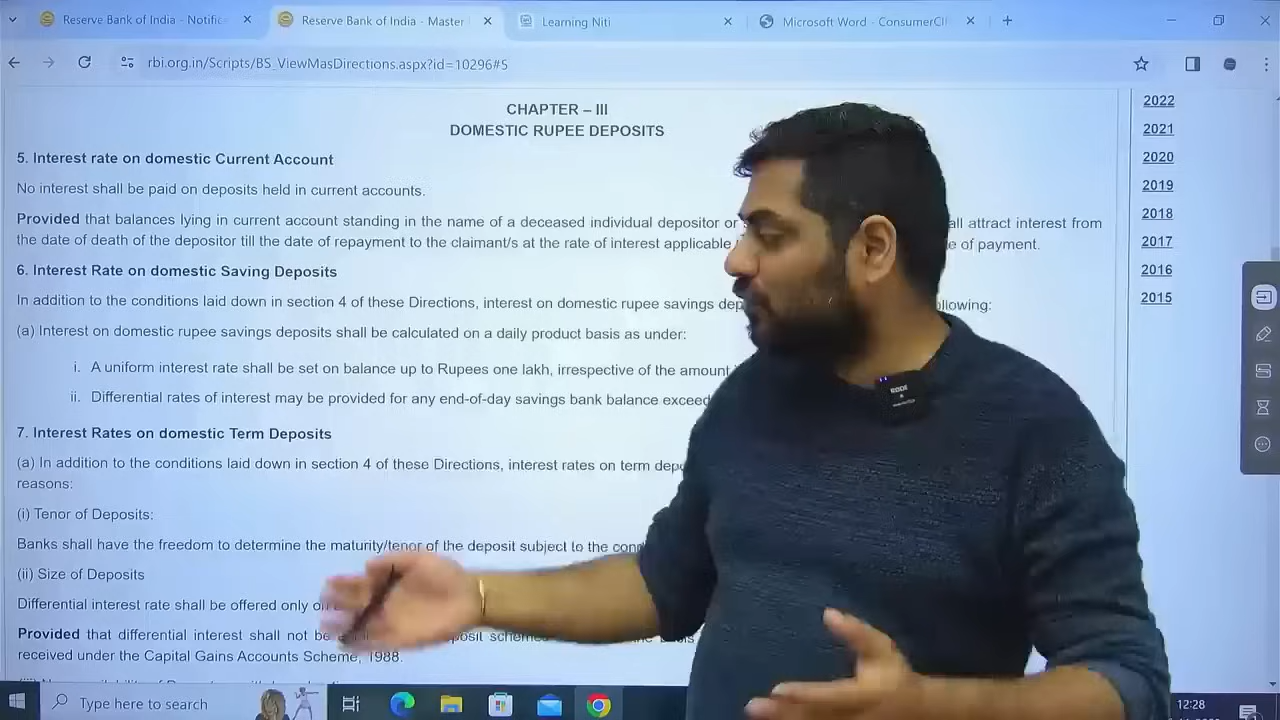 Reserve Bank of India - Notific
Reserve Bank of India - Master
Learning Niti
Microsoft Word - ConsumerCII
rbi.org.in/Scripts/BS_ViewMasDirections.aspx?id=10296#5
CHAPTER – III
DOMESTIC RUPEE DEPOSITS
5. Interest rate on domestic Current Account
No interest shall be paid on deposits held in current accounts.
Provided that balances lying in current account standing in the name of a deceased individual depositor or all attract interest from
the date of death of the depositor till the date of repayment to the claimant/s at the rate of interest applicable e of payment.
6. Interest Rate on domestic Saving Deposits
In addition to the conditions laid down in section 4 of these Directions, interest on domestic rupee savings dep ollowing:
(a) Interest on domestic rupee savings deposits shall be calculated on a daily product basis as under:
i. A uniform interest rate shall be set on balance up to Rupees one lakh, irrespective of the amount
ii. Differential rates of interest may be provided for any end-of-day savings bank balance exceed
7. Interest Rates on domestic Term Deposits
(a) In addition to the conditions laid down in section 4 of these Directions, interest rates on term depo
reasons:
(i) Tenor of Deposits:
Banks shall have the freedom to determine the maturity/tenor of the deposit subject to the cond
(ii) Size of Deposits
Differential interest rate shall be offered only on
Provided that differential interest shall not be posit schemes basis
received under the Capital Gains Accounts Scheme, 1988.
2022
2021
2020
2019
2018
2017
2016
2015
RODE
Type here to search
12:28